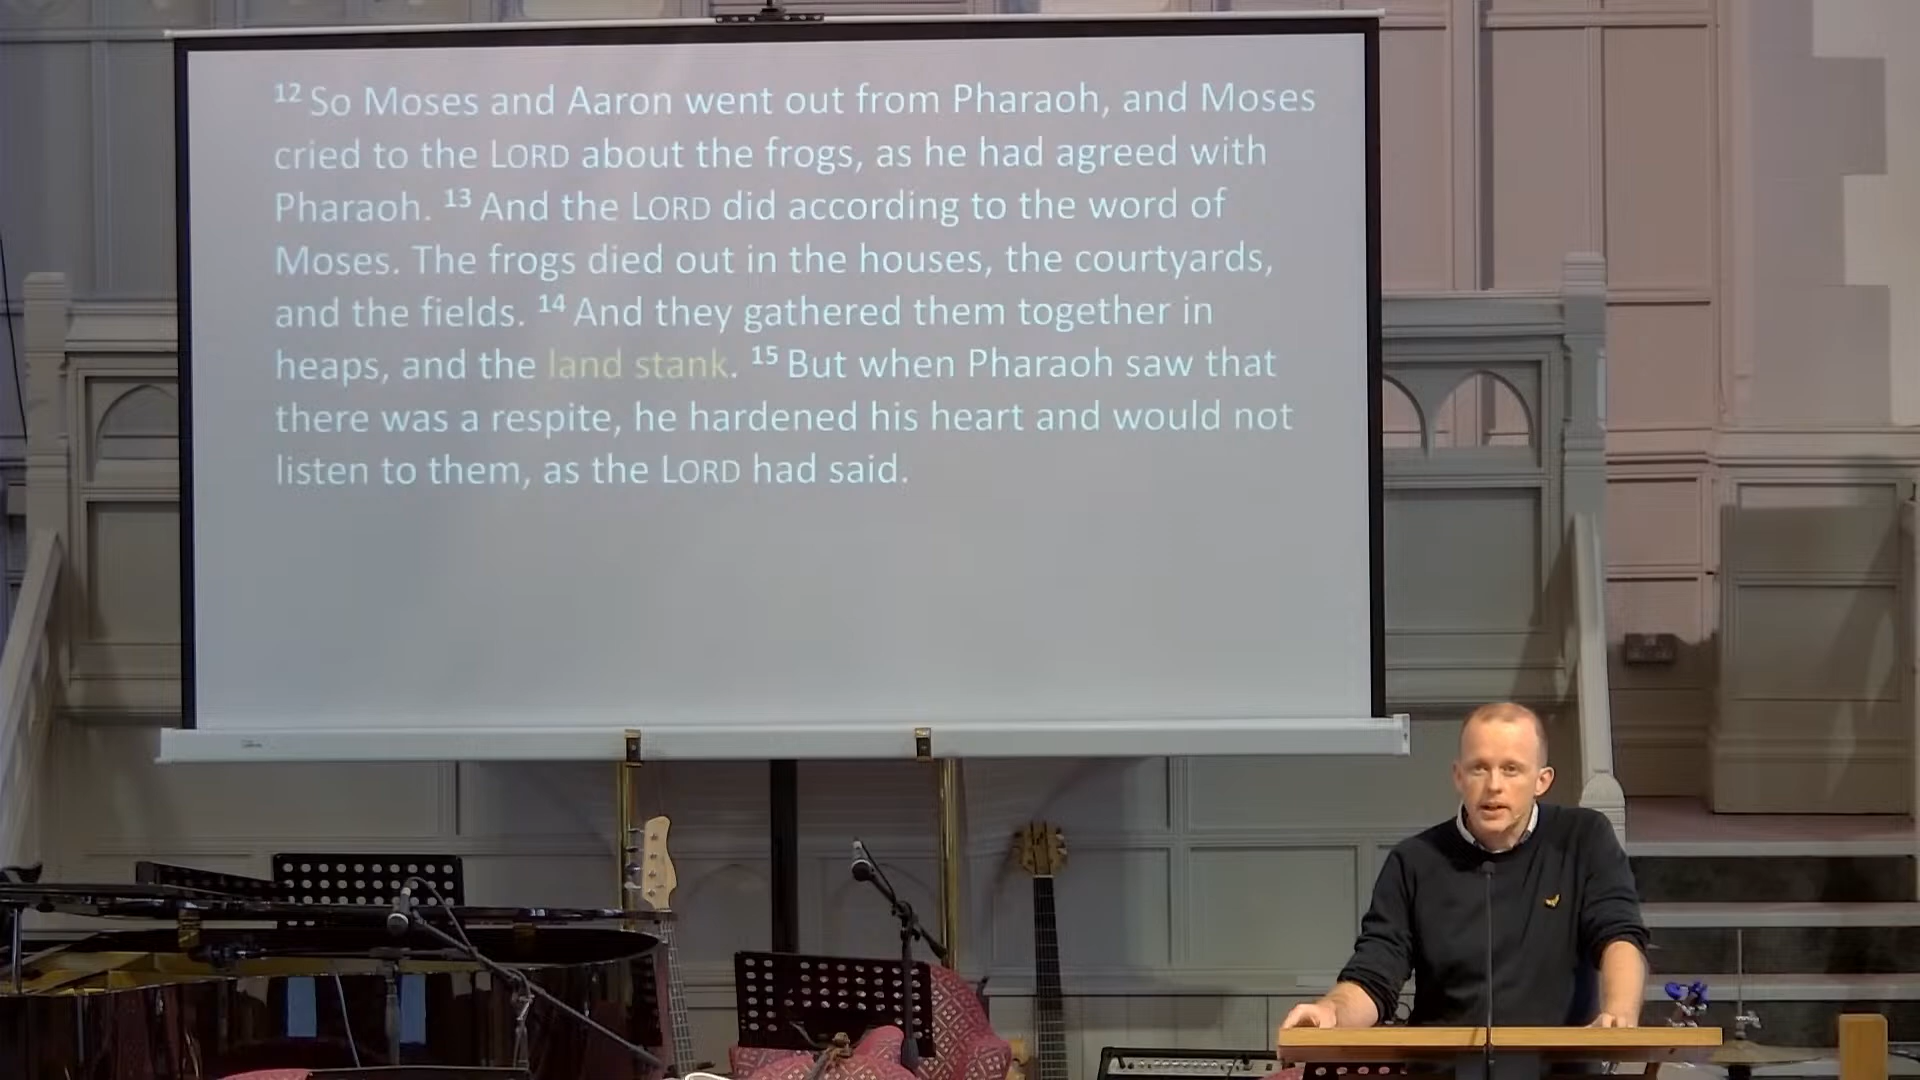 12 So Moses and Aaron went out from Pharaoh, and Moses
cried to the LORD about the frogs, as he had agreed with
Pharaoh. 13 And the LORD did according to the word of
Moses. The frogs died out in the houses, the courtyards,
and the fields. 14 And they gathered them together in
heaps, and the land stank. 15 But when Pharaoh saw that
there was a respite, he hardened his heart and would not
listen to them, as the LORD had said.